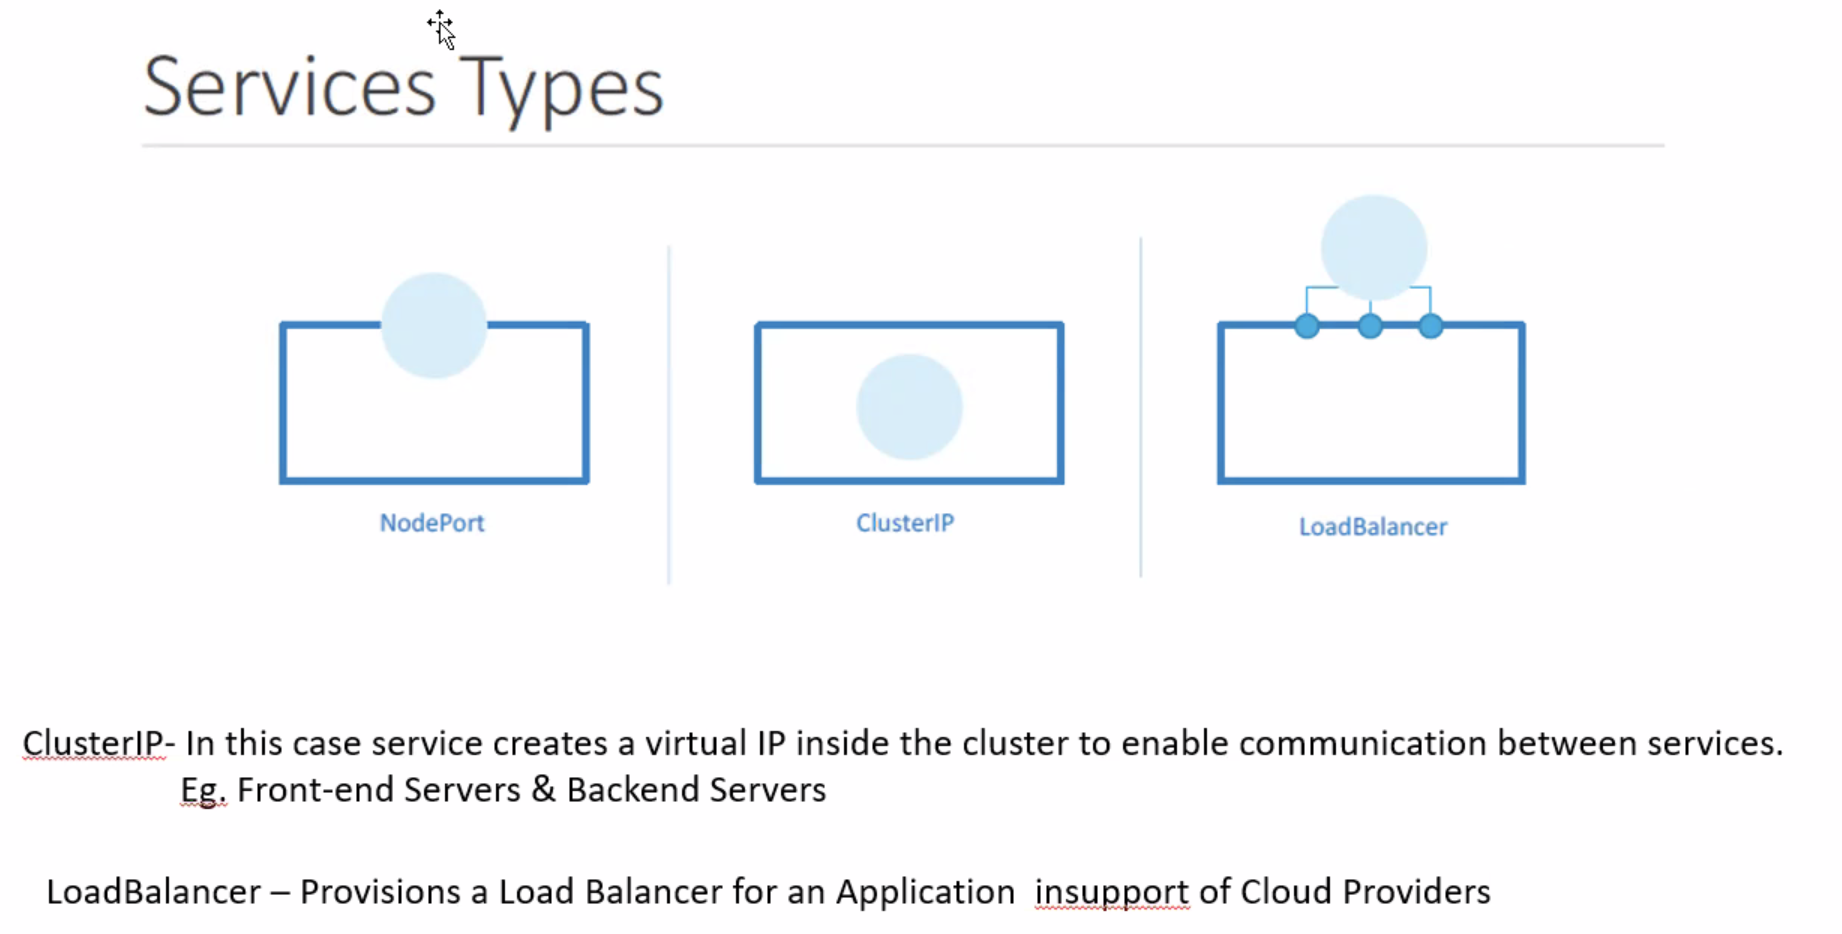 Services Types
NodePort
ClusterIP
LoadBalancer
ClusterIP- In this case service creates a virtual IP inside the cluster to enable communication between services.
Eg. Front-end Servers & Backend Servers
LoadBalancer – Provisions a Load Balancer for an Application insupport of Cloud Providers